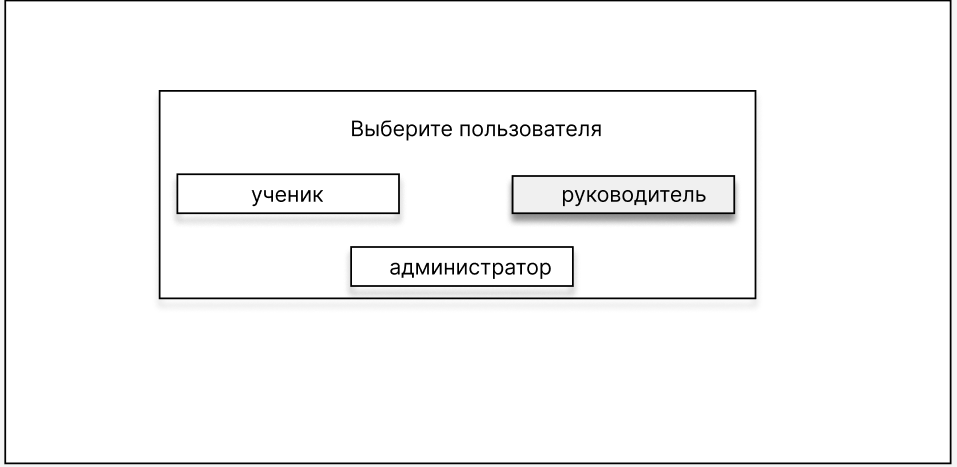 Выберите пользователя
ученик
руководитель
администратор